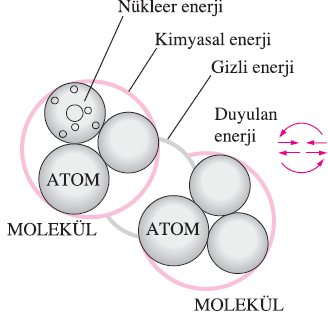 Nükleer enerji
Kimyasal enerji
Gizli enerji
Duyulan
enerji
ATOM
MOLEKÜL
ATOM
MOLEKÜL